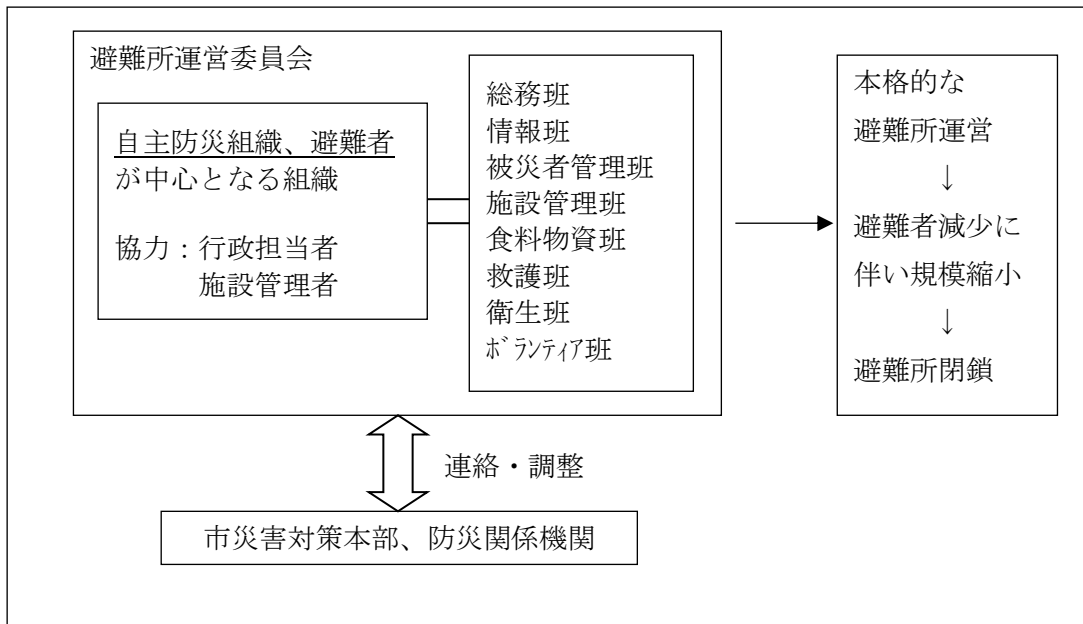 避難所運営委員会
自主防災組織、避難者
が中心となる組織
協力：行政担当者
施設管理者
総務班
情報班
被災者管理班
施設管理班
食料物資班
救護班
衛生班
ﾎﾞﾗﾝﾃｨｱ班
本格的な
避難所運営
↓
避難者減少に
伴い規模縮小
↓
避難所閉鎖
連絡・調整
市災害対策本部、防災関係機関